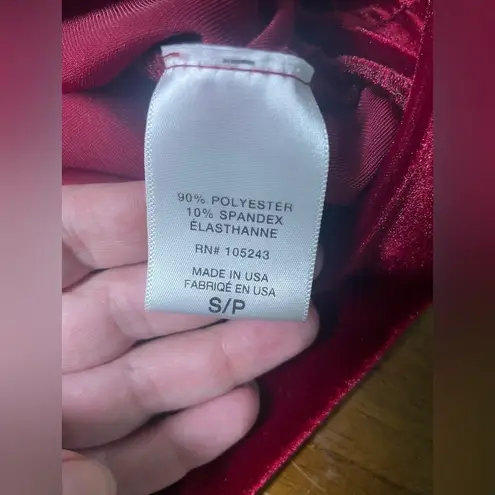 90% POLYESTER
10% SPANDEX
ÉLASTHANNE
RN# 105243
MADE IN USA
FABRIQÉ EN USA
S/P